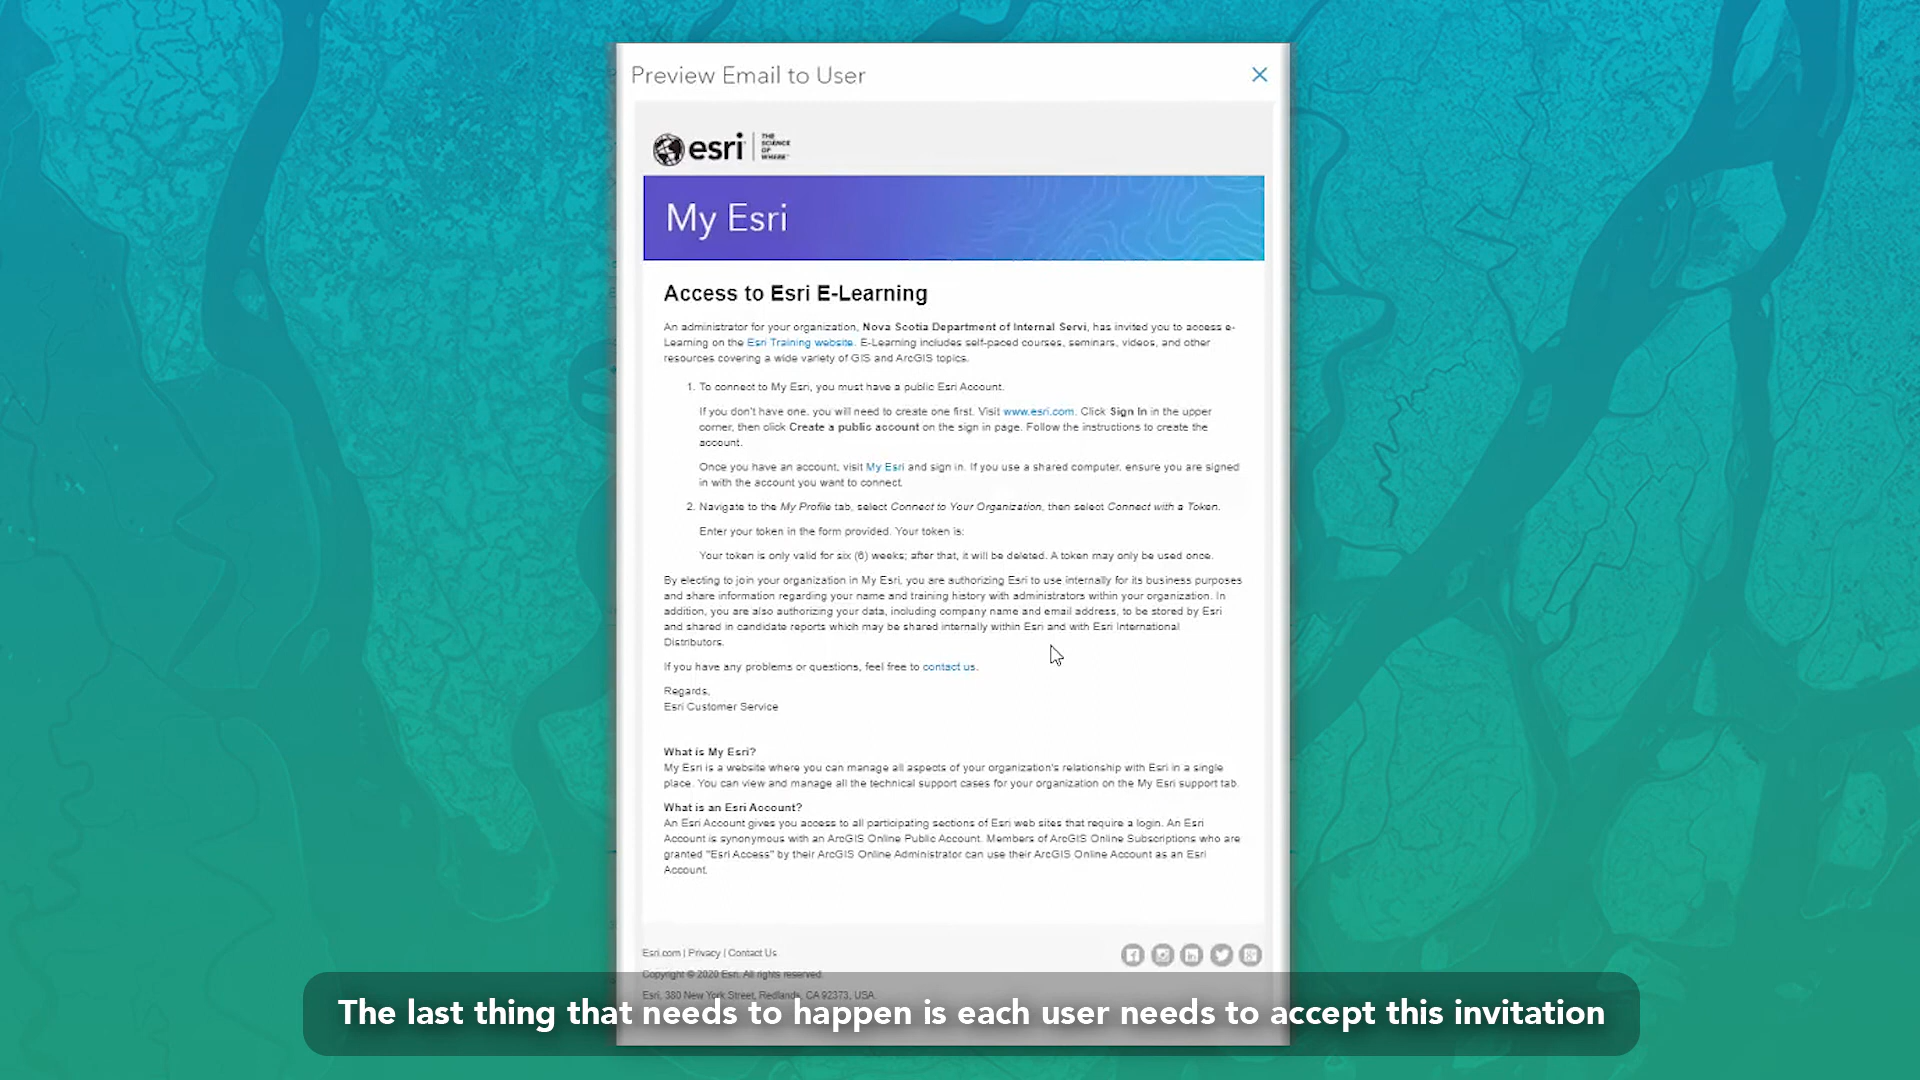 Preview Email to User
esri
THE
SCIENCE
OF
WHERE
My Esri
Access to Esri E-Learning
An administrator for your organization, Nova Scotia Department of Internal Servi, has invited you to access e-
Learning on the Esri Training website. E-Learning includes self-paced courses, seminars, videos, and other
resources covering a wide variety of GIS and ArcGIS topics.
1. To connect to My Esri, you must have a public Esri Account.
If you don't have one, you will need to create one first. Visit www.esri.com. Click Sign In in the upper
corner, then click Create a public account on the sign in page. Follow the instructions to create the
account.
Once you have an account, visit My Esri and sign in. If you use a shared computer, ensure you are signed
in with the account you want to connect.
2. Navigate to the My Profile tab, select Connect to Your Organization, then select Connect with a Token.
Enter your token in the form provided. Your token is:
Your token is only valid for six (6) weeks; after that, it will be deleted. A token may only be used once.
By electing to join your organization in My Esri, you are authorizing Esri to use internally for its business purposes
and share information regarding your name and training history with administrators within your organization. In
addition, you are also authorizing your data, including company name and email address, to be stored by Esri
and shared in candidate reports which may be shared internally within Esri and with Esri International
Distributors.
If you have any problems or questions, feel free to contact us.
Regards,
Esri Customer Service
What is My Esri?
My Esri is a website where you can manage all aspects of your organization's relationship with Esri in a single
place. You can view and manage all the technical support cases for your organization on the My Esri support tab.
What is an Esri Account?
An Esri Account gives you access to all participating sections of Esri web sites that require a login. An Esri
Account is synonymous with an ArcGIS Online Public Account. Members of ArcGIS Online Subscriptions who are
granted "Esri Access" by their ArcGIS Online Administrator can use their ArcGIS Online Account as an Esri
Account.
Esri.com | Privacy | Contact Us
Copyright © 2020 Esri. All rights reserved.
Esri, 380 New York Street, Redlands, CA 92373, USA.
The last thing that needs to happen is each user needs to accept this invitation